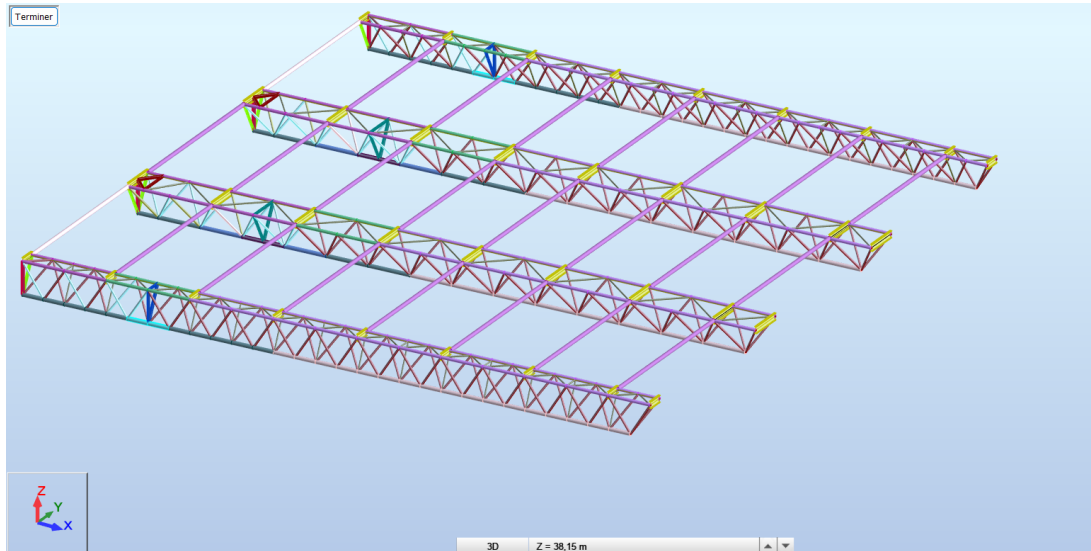 Terminer
Z
Y
X
3D
Z = 38,15 m